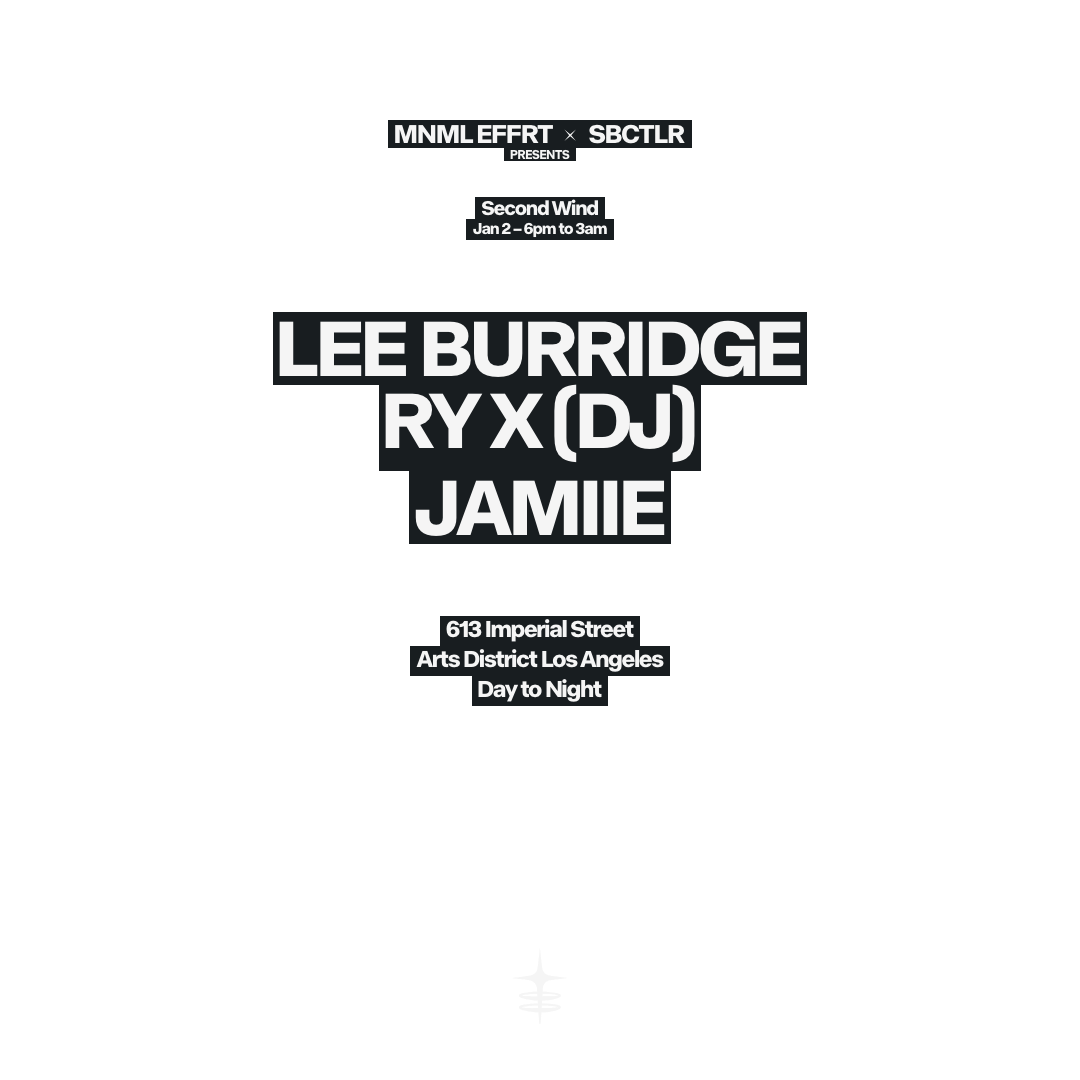 MNML EFFRT × SBCTLR
PRESENTS
Second Wind
Jan 2 – 6pm to 3am
LEE BURRIDGE
RY X (DJ)
JAMIIE
613 Imperial Street
Arts District Los Angeles
Day to Night